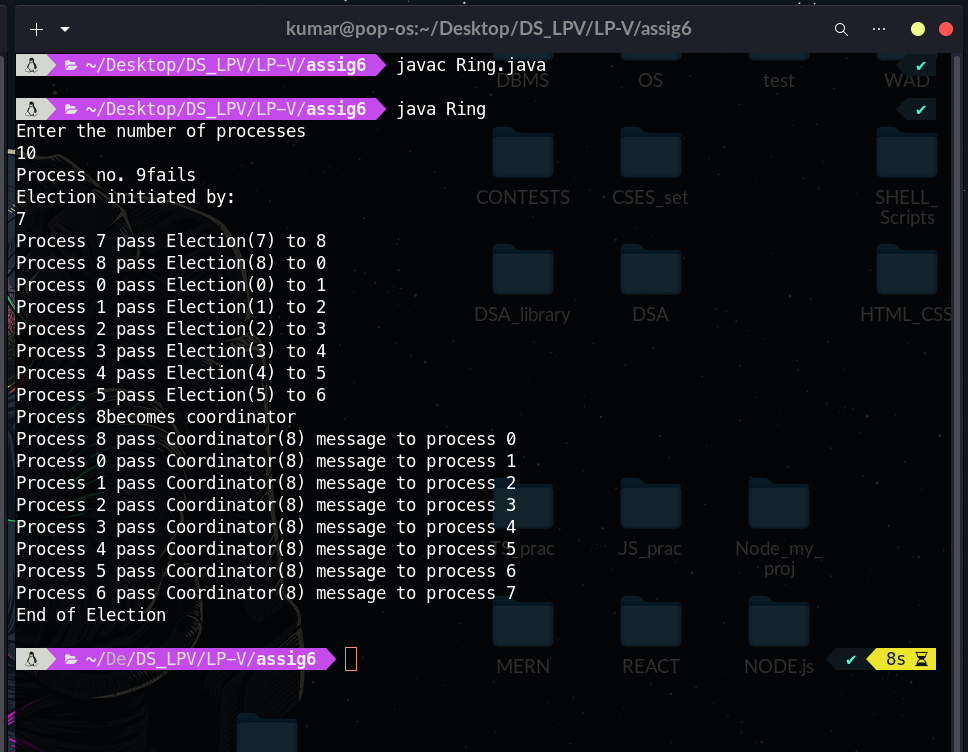 kumar@pop-os:~/Desktop/DS_LPV/LP-V/assig6
~/Desktop/DS_LPV/LP-V/assig6 javac Ring.java
DBMS OS test WAD
~/Desktop/DS_LPV/LP-V/assig6 java Ring
Enter the number of processes
10
Process no. 9fails
Election initiated by:
7
CONTESTS CSES_set SHELL_
Scripts
Process 7 pass Election(7) to 8
Process 8 pass Election(8) to 0
Process 0 pass Election(0) to 1
Process 1 pass Election(1) to 2
DSA_library DSA HTML_CSS
Process 2 pass Election(2) to 3
Process 3 pass Election(3) to 4
Process 4 pass Election(4) to 5
Process 5 pass Election(5) to 6
Process 8becomes coordinator
Process 8 pass Coordinator(8) message to process 0
Process 0 pass Coordinator(8) message to process 1
Process 1 pass Coordinator(8) message to process 2
Process 2 pass Coordinator(8) message to process 3
Process 3 pass Coordinator(8) message to process 4
Process 4 pass Coordinator(8) message to process 5
TS_prac JS_prac Node_my_
proj
Process 5 pass Coordinator(8) message to process 6
Process 6 pass Coordinator(8) message to process 7
End of Election
~/De/DS_LPV/LP-V/assig6 8s
MERN REACT NODE.js